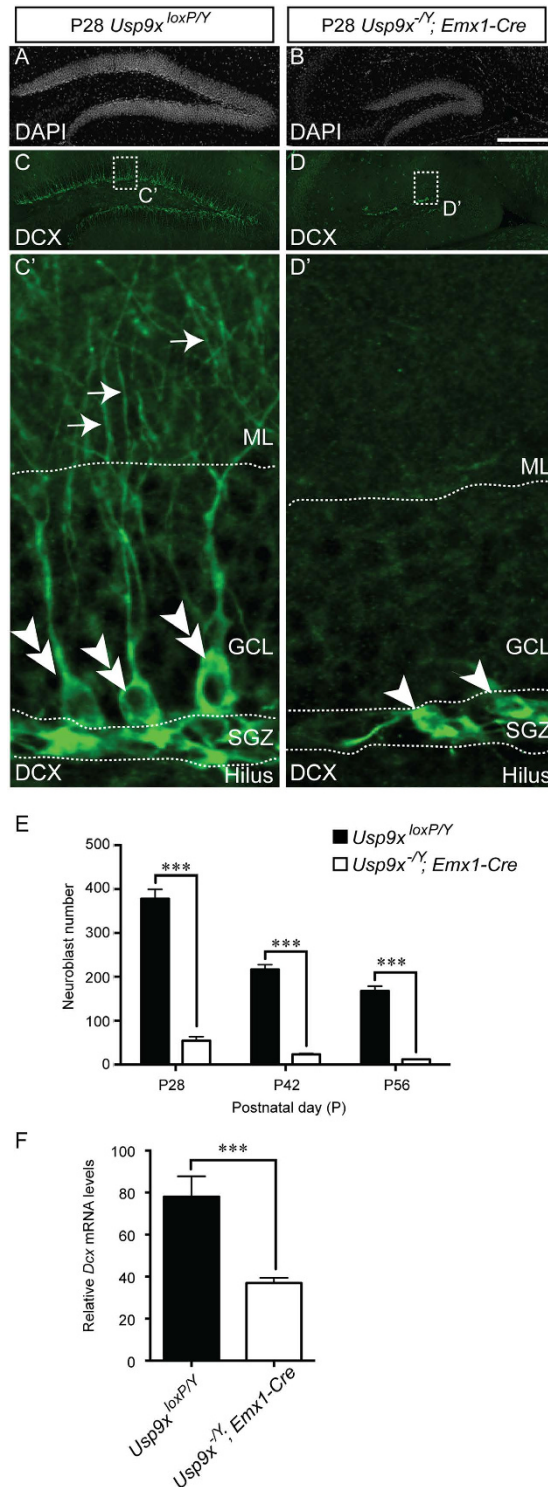 P28 Usp9x loxP/Y
P28 Usp9x -/Y; Emx1-Cre
A
DAPI
B
DAPI
C
C'
DCX
D
D'
DCX
C'
ML
GCL
SGZ
DCX
Hilus
D'
ML
GCL
SGZ
DCX
Hilus
E
Usp9x loxP/Y
Usp9x -/Y; Emx1-Cre
Neuroblast number
500
400
300
200
100
0
***
***
***
P28
P42
P56
Postnatal day (P)
F
Relative Dcx mRNA levels
100
80
60
40
20
0
***
Usp9x loxP/Y
Usp9x -/Y; Emx1-Cre